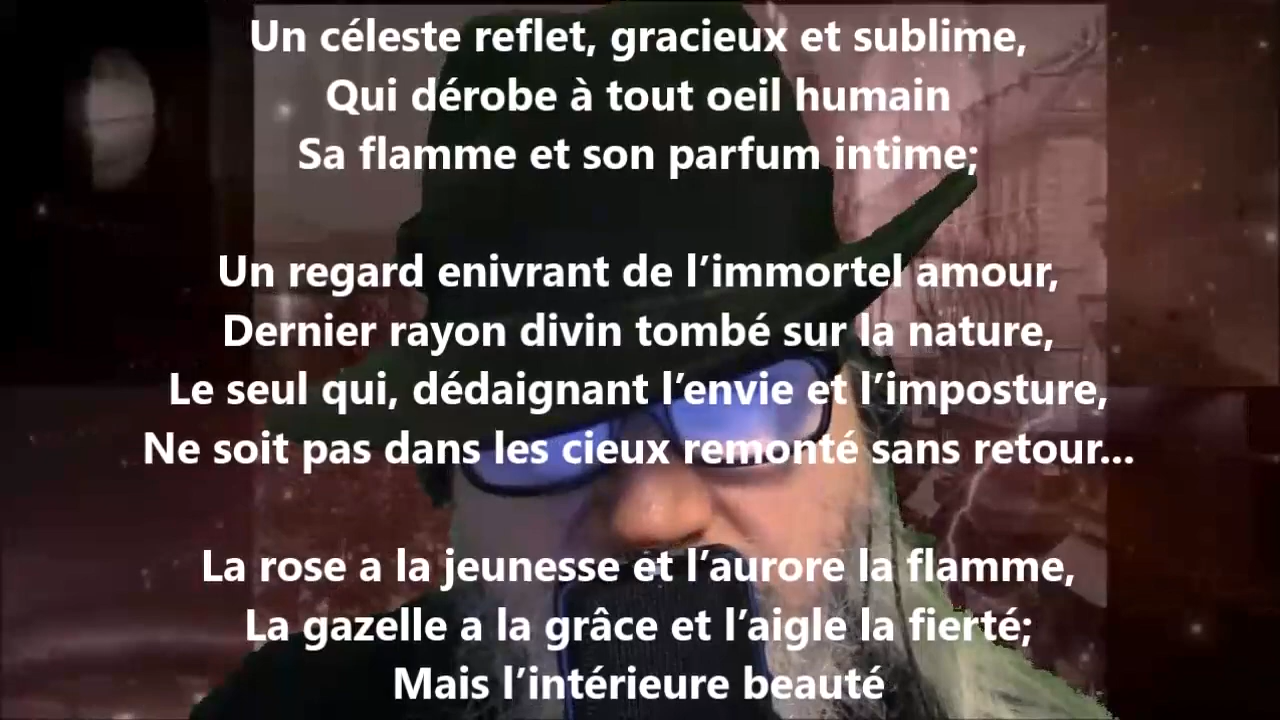 Un céleste reflet, gracieux et sublime,
Qui dérobe à tout oeil humain
Sa flamme et son parfum intime;
Un regard enivrant de l’immortel amour,
Dernier rayon divin tombé sur la nature,
Le seul qui, dédaignant l’envie et l’imposture,
Ne soit pas dans les cieux remonté sans retour...
La rose a la jeunesse et l’aurore la flamme,
La gazelle a la grâce et l’aigle la fierté;
Mais l’intérieure beauté